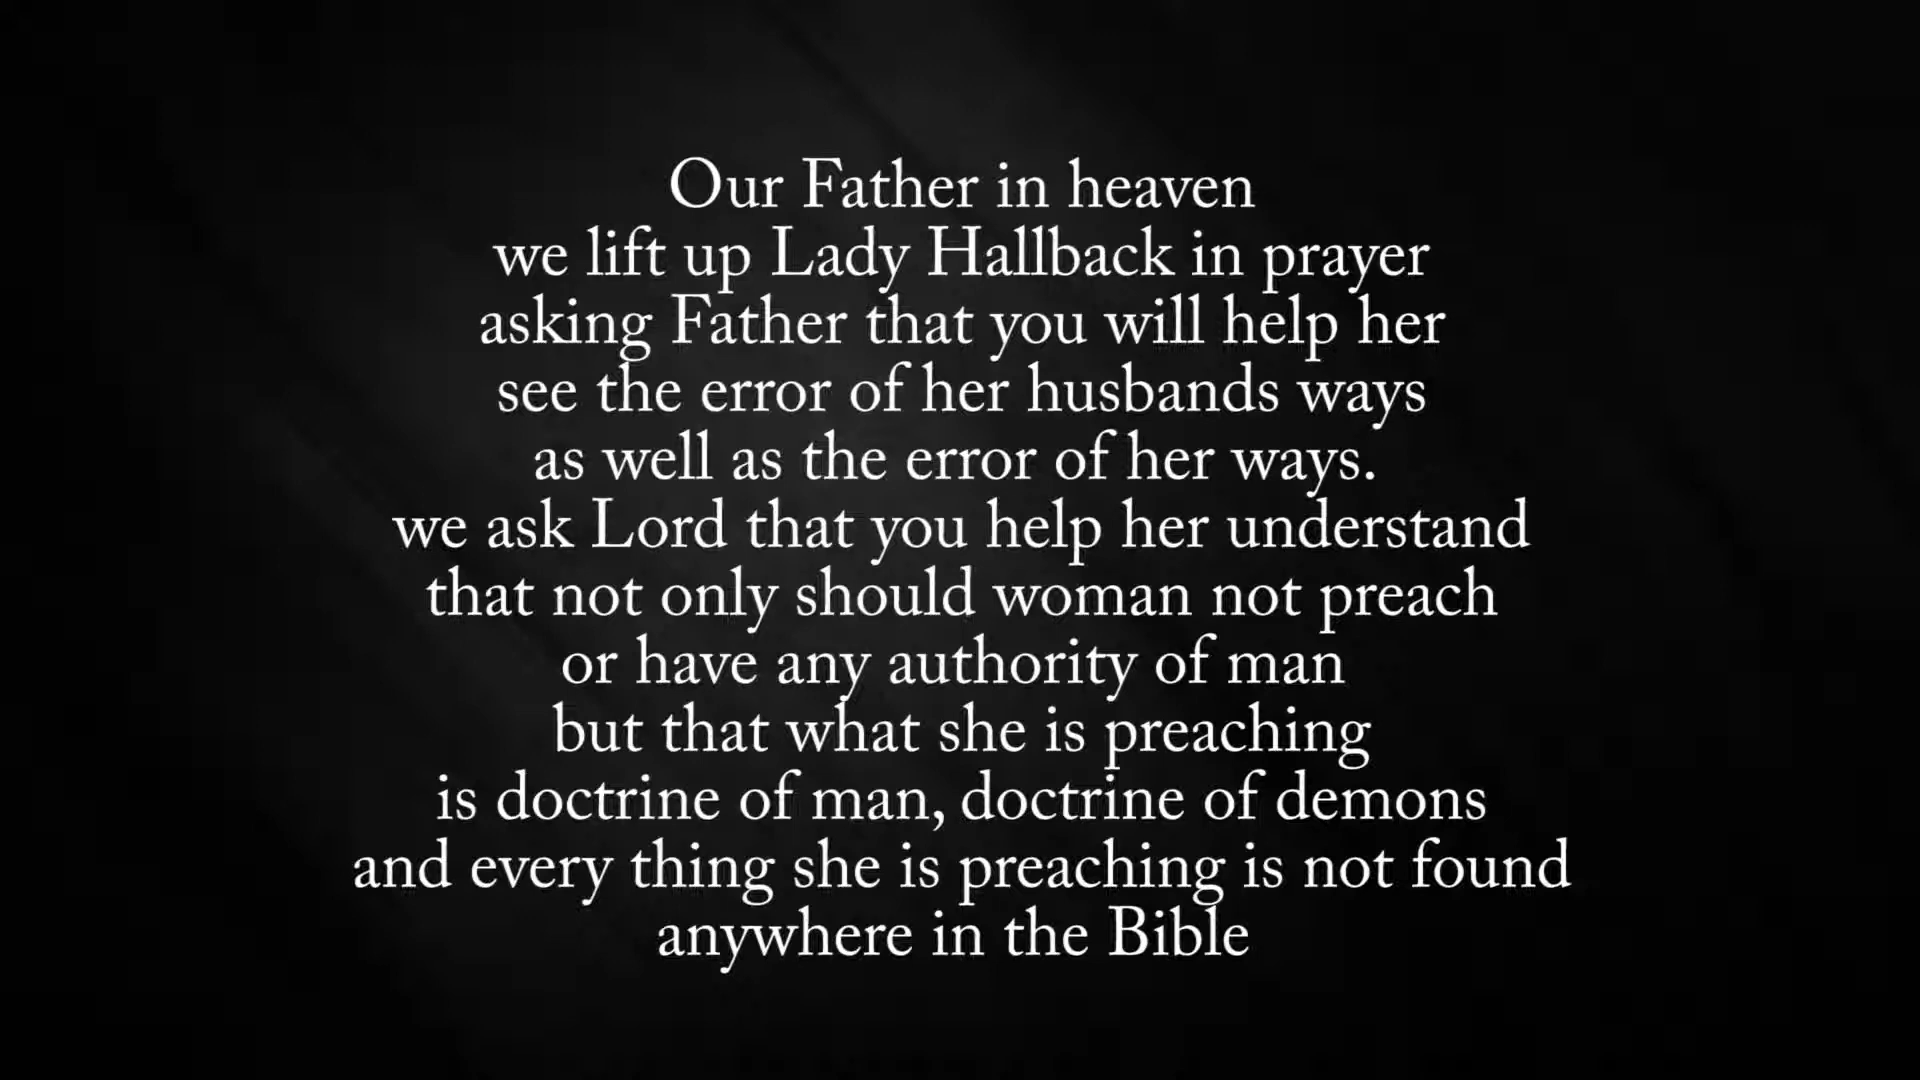 Our Father in heaven
we lift up Lady Hallback in prayer
asking Father that you will help her
see the error of her husbands ways
as well as the error of her ways.
we ask Lord that you help her understand
that not only should woman not preach
or have any authority of man
but that what she is preaching
is doctrine of man, doctrine of demons
and every thing she is preaching is not found
anywhere in the Bible